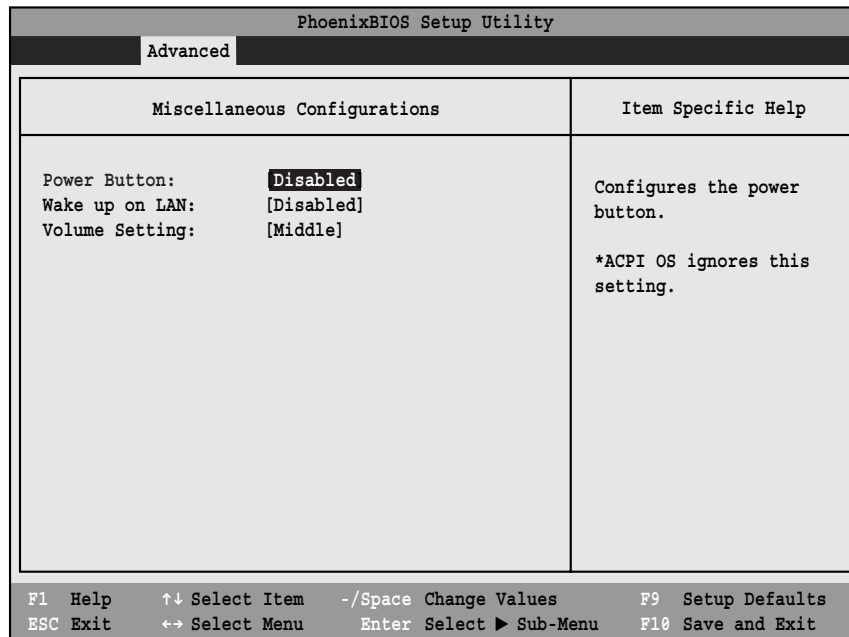 PhoenixBIOS Setup Utility
Advanced
Miscellaneous Configurations
Item Specific Help
Power Button: [Disabled]
Wake up on LAN: [Disabled]
Volume Setting: [Middle]
Configures the power
button.
*ACPI OS ignores this
setting.
F1 Help ↑↓ Select Item -/Space Change Values F9 Setup Defaults
ESC Exit ←→ Select Menu Enter Select ▶ Sub-Menu F10 Save and Exit